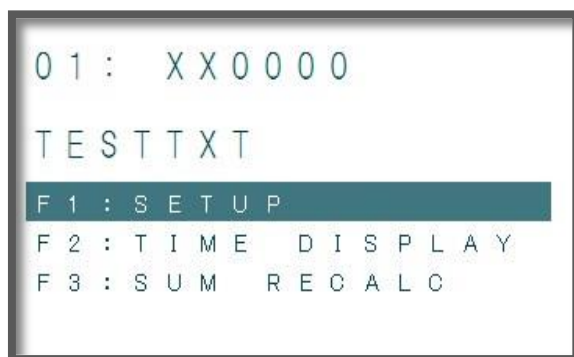 01: XX0000
TESTTXT
F1:SETUP
F2:TIME DISPLAY
F3:SUM RECALC